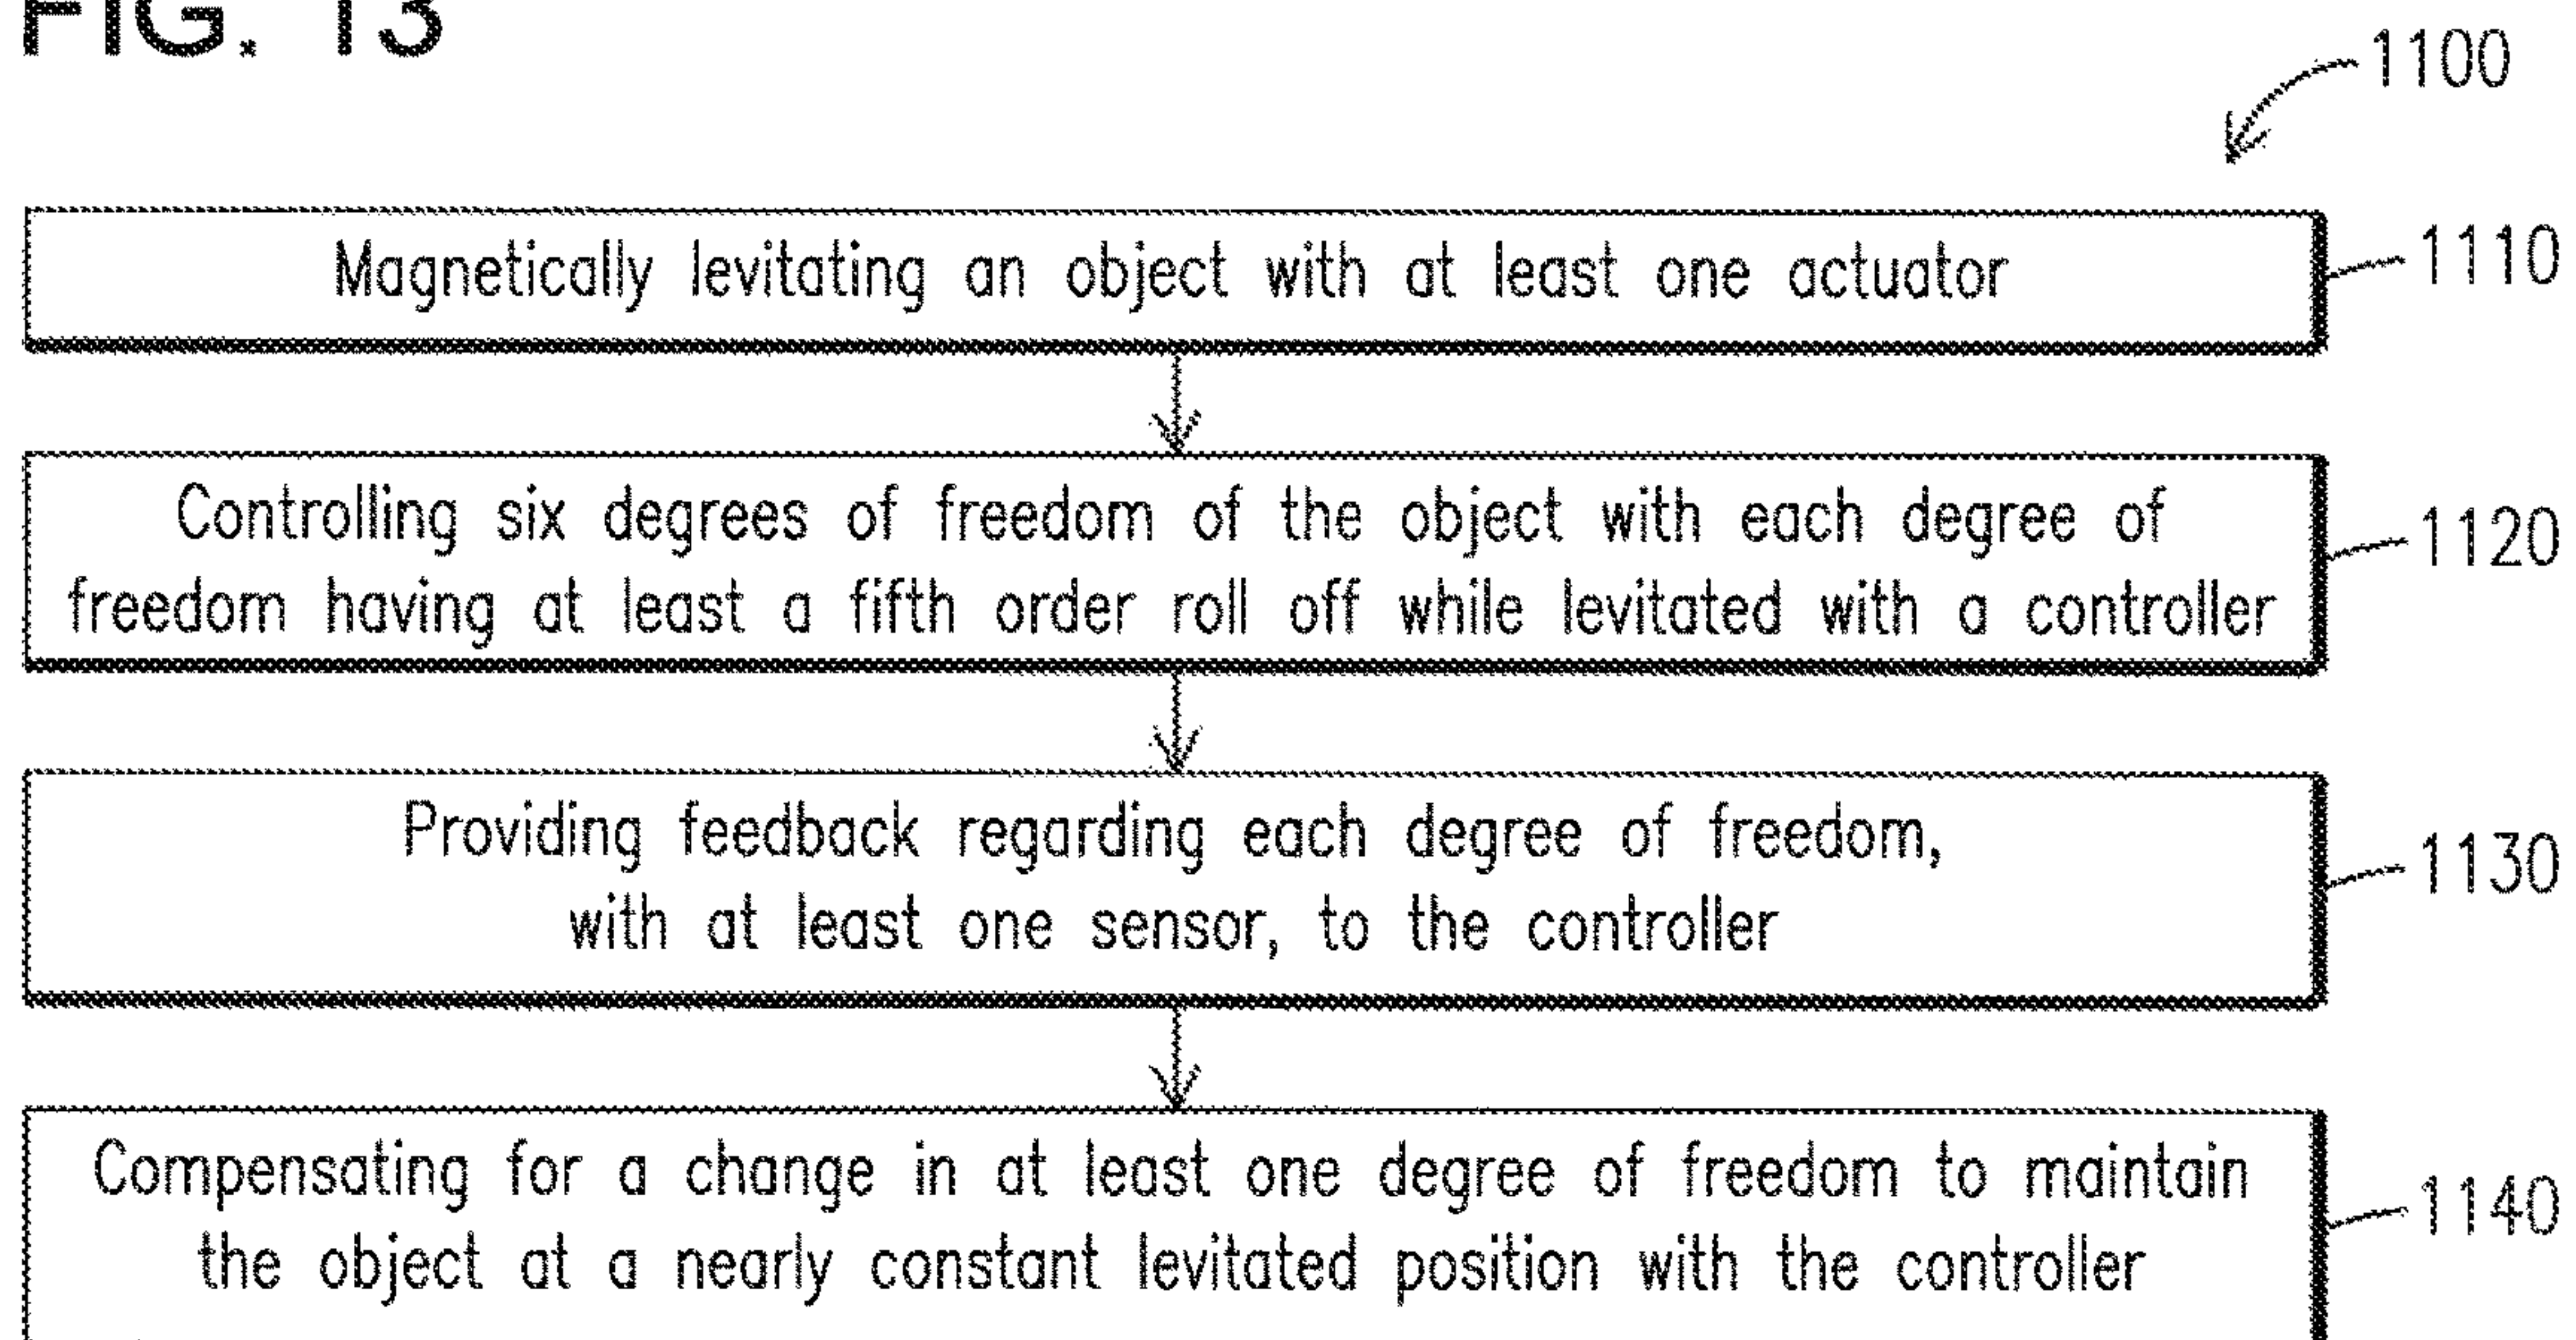 FIG. 13
1100
Magnetically levitating an object with at least one actuator
1110
Controlling six degrees of freedom of the object with each degree of
freedom having at least a fifth order roll off while levitated with a controller
1120
Providing feedback regarding each degree of freedom,
with at least one sensor, to the controller
1130
Compensating for a change in at least one degree of freedom to maintain
the object at a nearly constant levitated position with the controller
1140